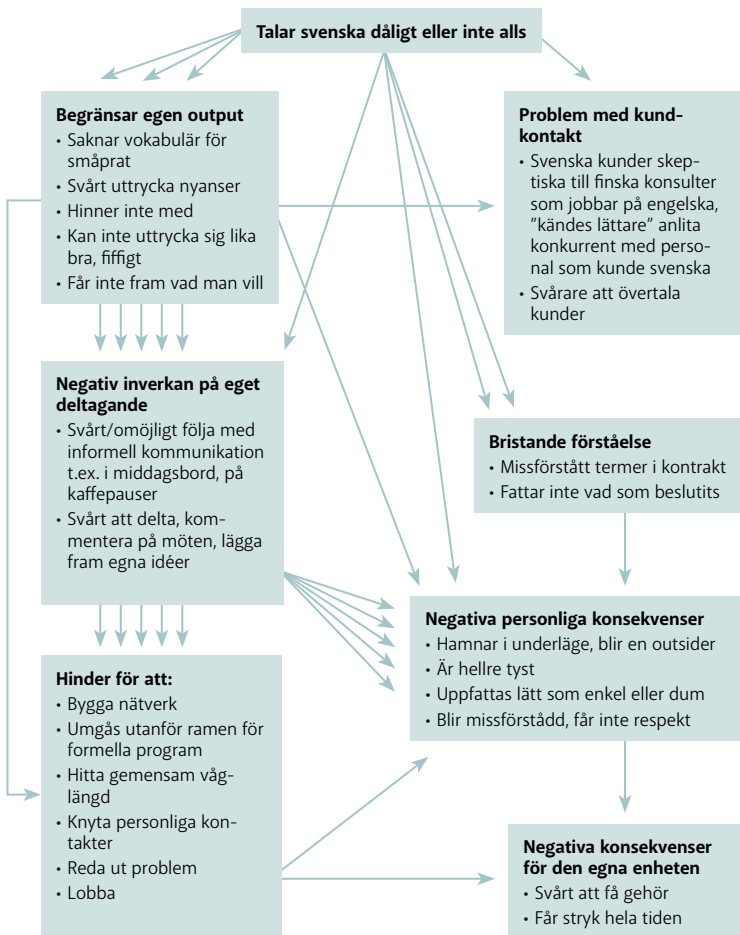 Talar svenska dåligt eller inte alls
Begränsar egen output
• Saknar vokabulär för
småprat
• Svårt uttrycka nyanser
• Hinner inte med
• Kan inte uttrycka sig lika
bra, fiffigt
• Får inte fram vad man vill
Problem med kund-
kontakt
• Svenska kunder skep-
tiska till finska konsulter
som jobbar på engelska,
”kändes lättare” anlita
konkurrent med perso-
nal som kunde svenska
• Svårare att övertala
kunder
Negativ inverkan på eget
deltagande
• Svårt/omöjligt följa med
informell kommunikation
t.ex. i middagsbord, på
kaffepauser
• Svårt att delta, kom-
mentera på möten, lägga
fram egna idéer
Bristande förståelse
• Missförstått termer i kontrakt
• Fattar inte vad som beslutits
Negativa personliga konsekvenser
• Hamnar i underläge, blir en outsider
• Är hellre tyst
• Uppfattas lätt som enkel eller dum
• Blir missförstådd, får inte respekt
Hinder för att:
• Bygga nätverk
• Umgås utanför ramen för
formella program
• Hitta gemensam våg-
längd
• Knyta personliga kon-
takter
• Reda ut problem
• Lobba
Negativa konsekvenser
för den egna enheten
• Svårt att få gehör
• Får stryk hela tiden